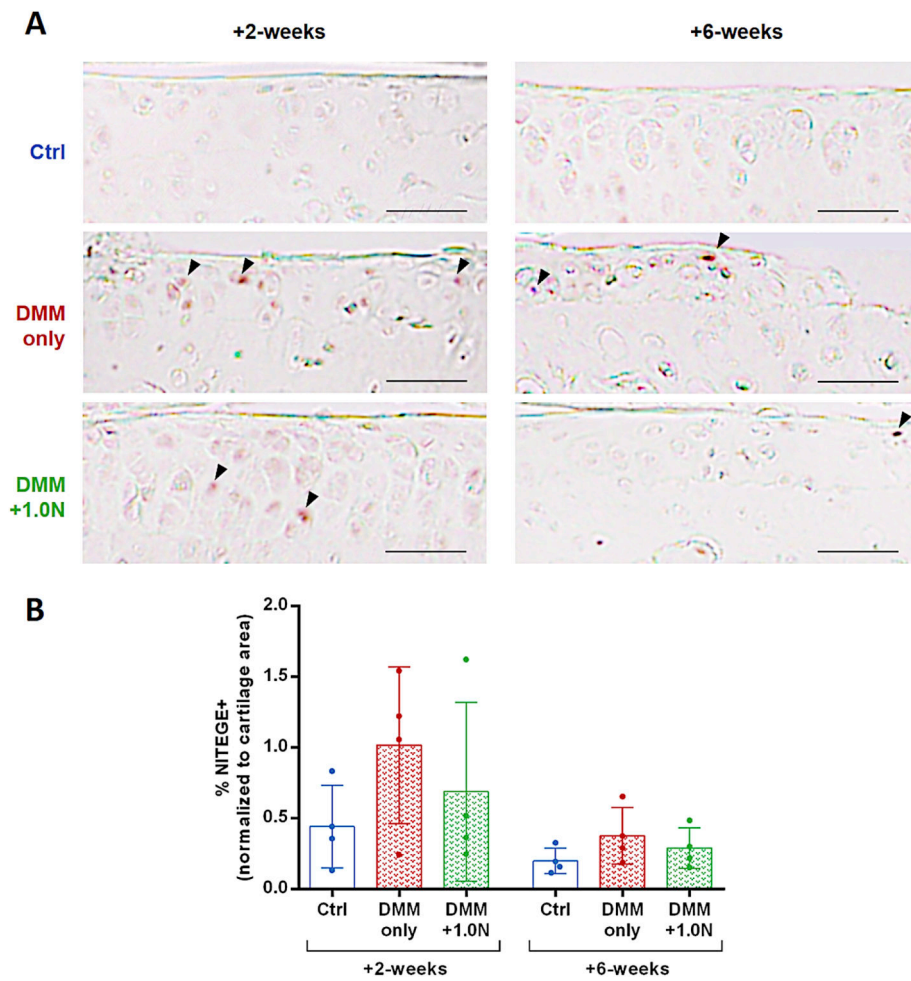 A
+2-weeks
+6-weeks
Ctrl
DMM
only
DMM
+1.0N
B
% NITEGE+
(normalized to cartilage area)
2.0
1.5
1.0
0.5
0.0
Ctrl
DMM
only
DMM
+1.0N
Ctrl
DMM
only
DMM
+1.0N
+2-weeks
+6-weeks